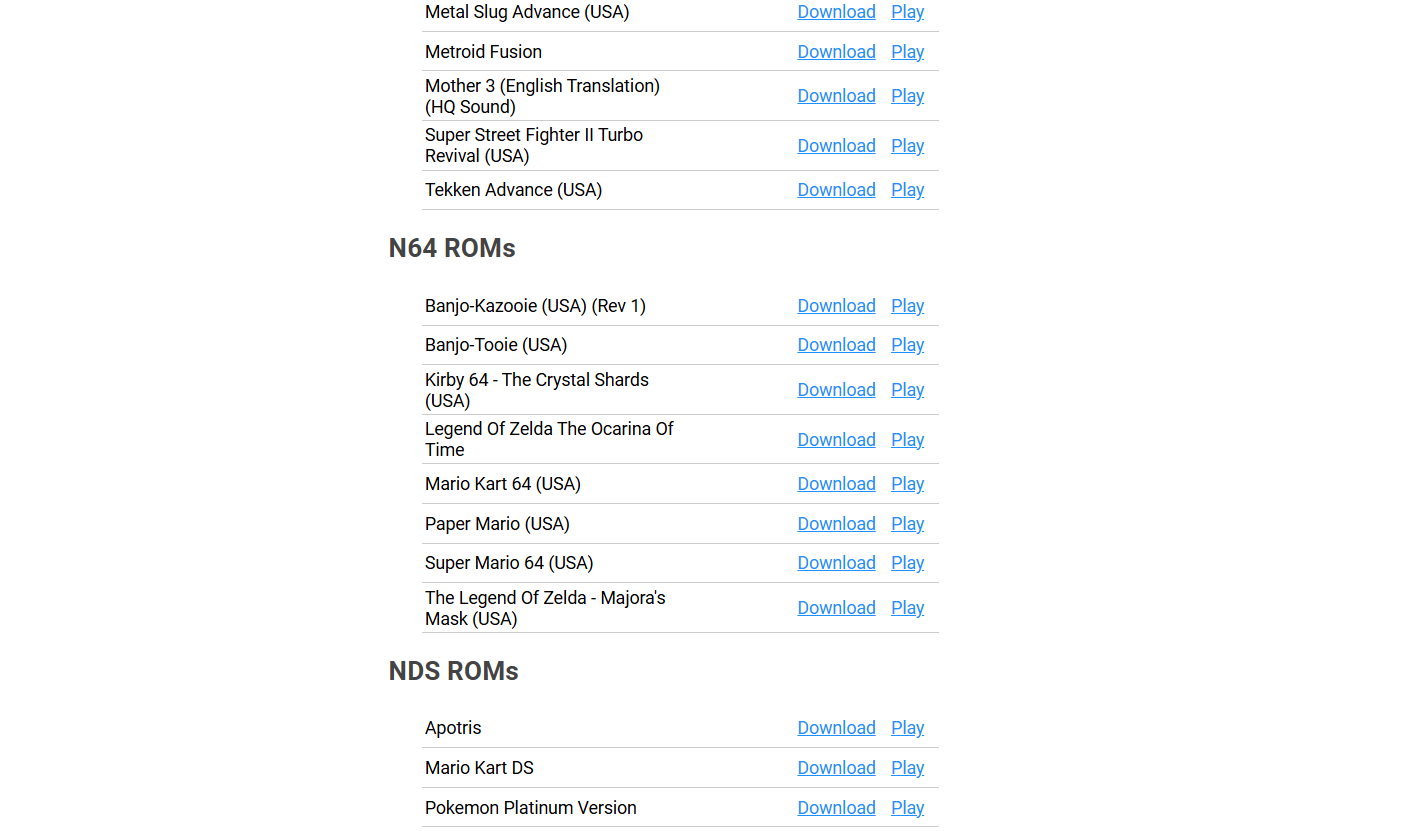 Metal Slug Advance (USA) Download Play
Metroid Fusion Download Play
Mother 3 (English Translation)
(HQ Sound) Download Play
Super Street Fighter II Turbo
Revival (USA) Download Play
Tekken Advance (USA) Download Play
N64 ROMs
Banjo-Kazooie (USA) (Rev 1) Download Play
Banjo-Tooie (USA) Download Play
Kirby 64 - The Crystal Shards
(USA) Download Play
Legend Of Zelda The Ocarina Of
Time Download Play
Mario Kart 64 (USA) Download Play
Paper Mario (USA) Download Play
Super Mario 64 (USA) Download Play
The Legend Of Zelda - Majora's
Mask (USA) Download Play
NDS ROMs
Apotris Download Play
Mario Kart DS Download Play
Pokemon Platinum Version Download Play